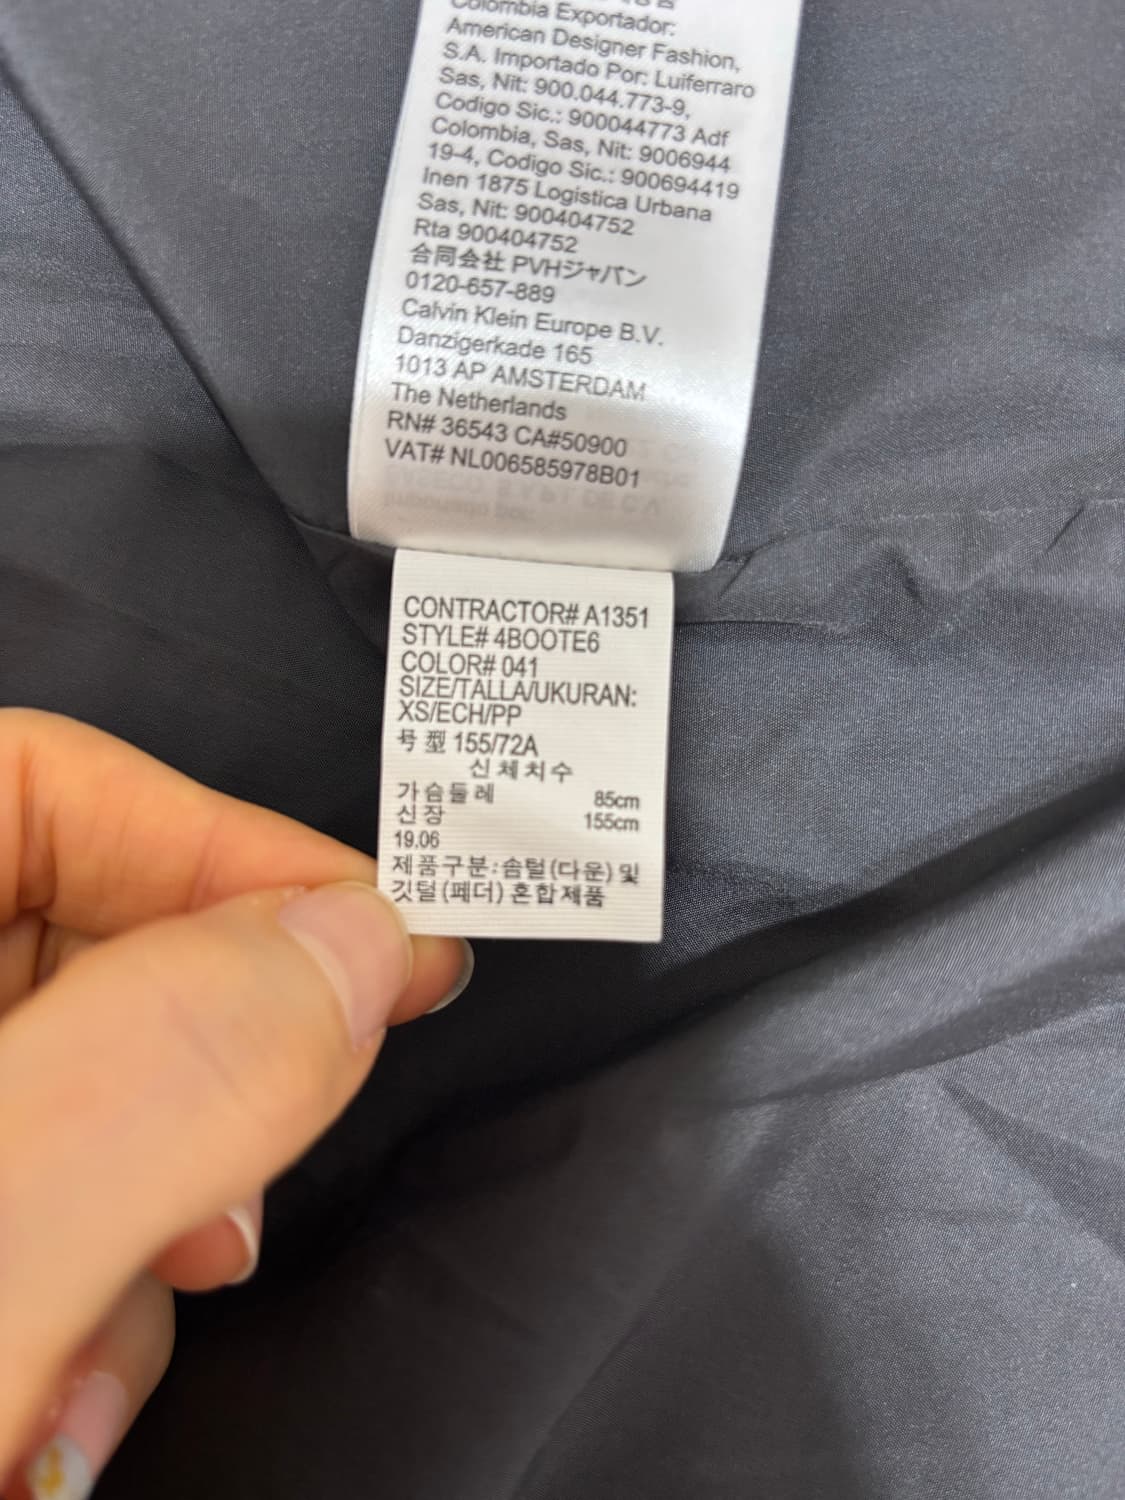 Colombia Exportador:
American Designer Fashion,
S.A. Importado Por: Luiferraro
Sas, Nit: 900.044.773-9,
Codigo Sic.: 900044773 Adf
Colombia, Sas, Nit: 9006944
19-4, Codigo Sic.: 900694419
Inen 1875 Logistica Urbana
Sas, Nit: 900404752
Rta 900404752
合同会社 PVHジャパン
0120-657-889
Calvin Klein Europe B.V.
Danzigerkade 165
1013 AP AMSTERDAM
The Netherlands
RN# 36543 CA#50900
VAT# NL006585978B01
CONTRACTOR# A1351
STYLE# 4BOOTE6
COLOR# 041
SIZE/TALLA/UKURAN:
XS/ECH/PP
号型 155/72A
신체치수
가슴둘레 85cm
신장 155cm
19.06
제품구분:솜털(다운) 및
깃털(페더) 혼합제품